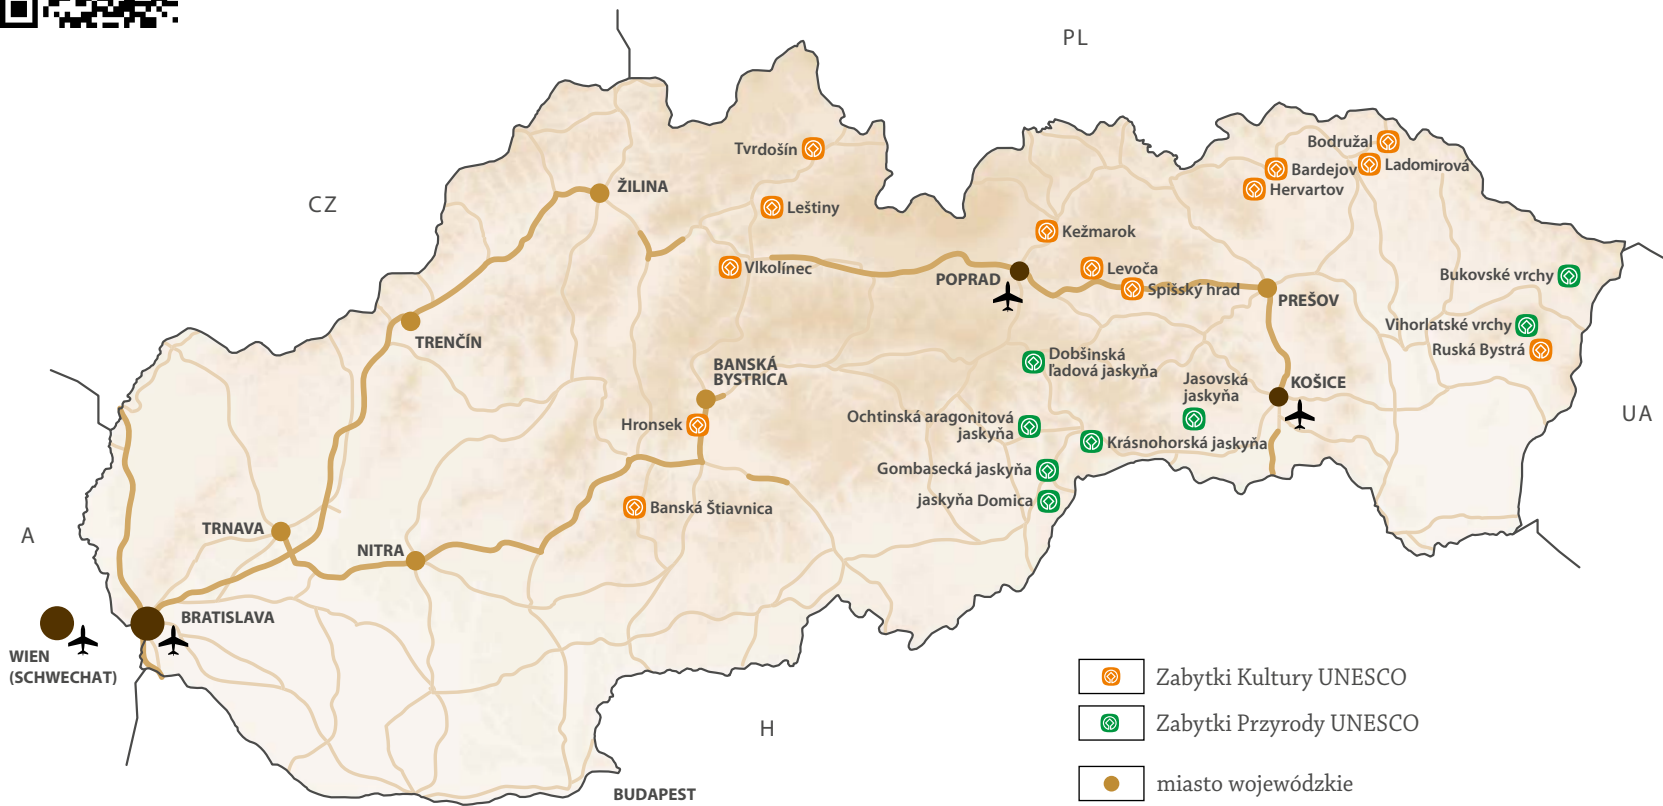 PL
CZ
Tvrdošín
ŽILINA
Leštiny
Vlkolínec
Bodružal
Bardejov
Ladomirová
Hervartov
Kežmarok
Levoča
POPRAD
Spišský hrad
PREŠOV
Bukovské vrchy
Vihorlatské vrchy
Ruská Bystrá
TRENČÍN
BANSKÁ
BYSTRICA
Dobšinská
ľadová jaskyňa
Jasovská
jaskyňa
KOŠICE
UA
Hronsek
Ochtinská aragonitová
jaskyňa
Krásnohorská jaskyňa
Gombasecká jaskyňa
jaskyňa Domica
Banská Štiavnica
A
TRNAVA
NITRA
BRATISLAVA
WIEN
(SCHWECHAT)
H
BUDAPEST
Zabytki Kultury UNESCO
Zabytki Przyrody UNESCO
miasto wojewódzkie